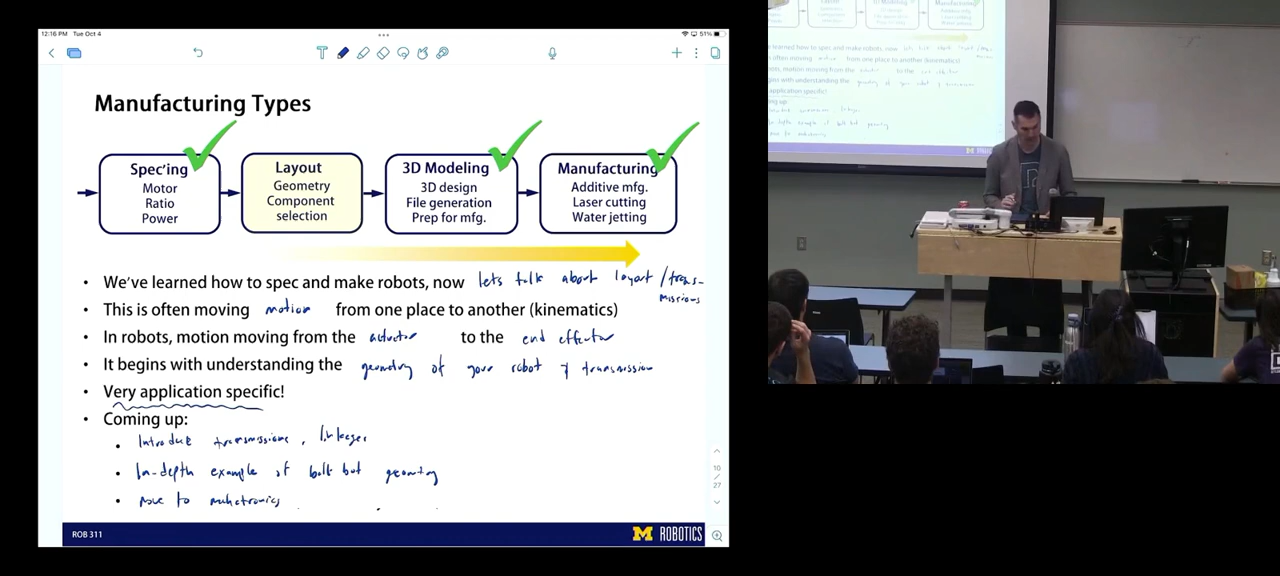 12:16 PM Tue Oct 4
51%
Manufacturing Types
Spec'ing
Motor
Ratio
Power
Layout
Geometry
Component
selection
3D Modeling
3D design
File generation
Prep for mfg.
Manufacturing
Additive mfg.
Laser cutting
Water jetting
• We've learned how to spec and make robots, now lets talk about layout / trans-
missions
• This is often moving motion from one place to another (kinematics)
• In robots, motion moving from the actuator to the end effector
• It begins with understanding the geometry of your robot & transmission
• Very application specific!
• Coming up:
• Introduce transmissions, linkages
• In-depth example of ball bot geometry
• Move to mechatronics
10
/
27
ROB 311
M ROBOTICS